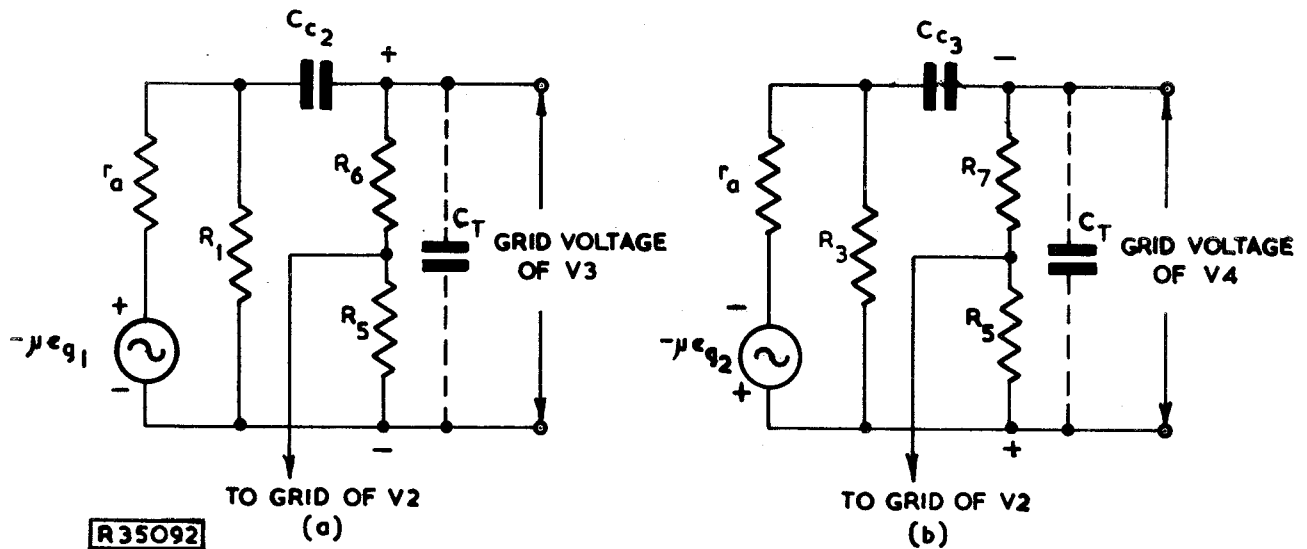 Cc2
+
ra
R1
R6
CT
GRID VOLTAGE
OF V3
R5
+
-μeg1
−
−
TO GRID OF V2
(a)
R35092
Cc3
−
ra
R3
R7
CT
GRID VOLTAGE
OF V4
R5
−
-μeg2
+
+
TO GRID OF V2
(b)